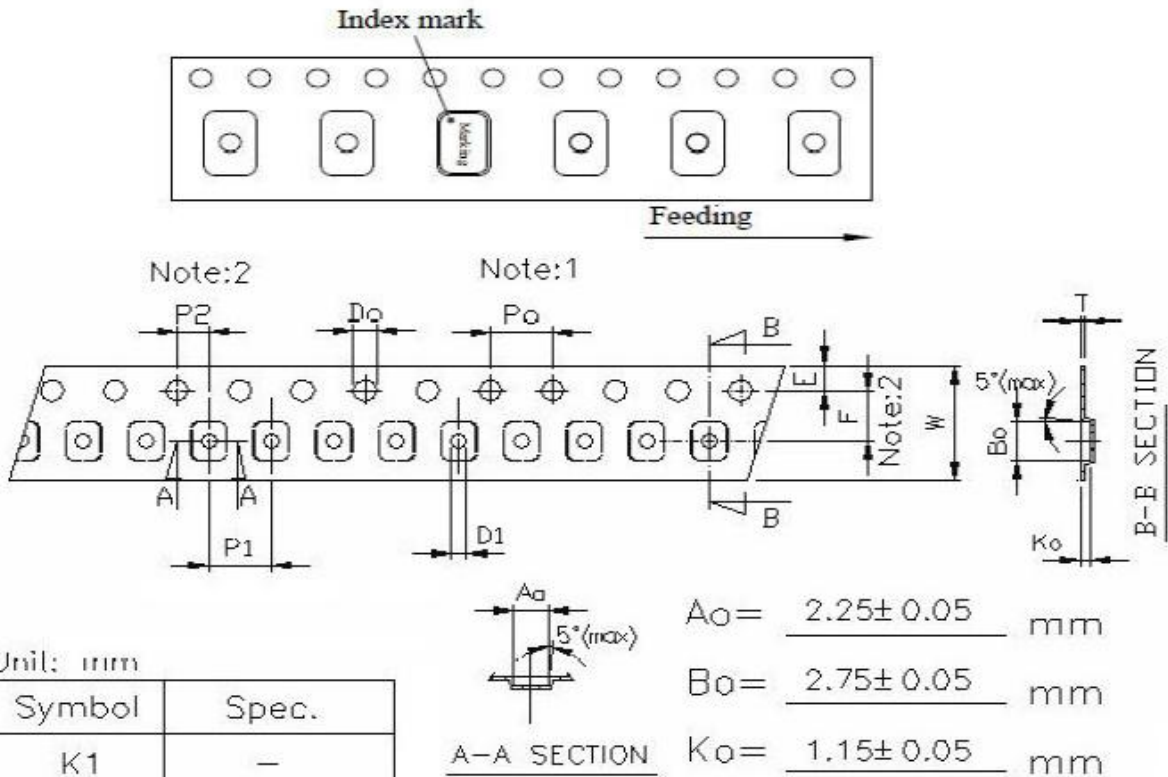 Index mark
Marking
Feeding
Note:2
Note:1
P2
Do
Po
B
E
F
Note:2
W
T
5°(max)
Bo
Ko
B-B SECTION
A
A
P1
D1
B
Ao
5°(max)
A-A SECTION
Ao= 2.25± 0.05 mm
Bo= 2.75± 0.05 mm
Ko= 1.15± 0.05 mm
Unit: mm
Symbol Spec.
K1 –